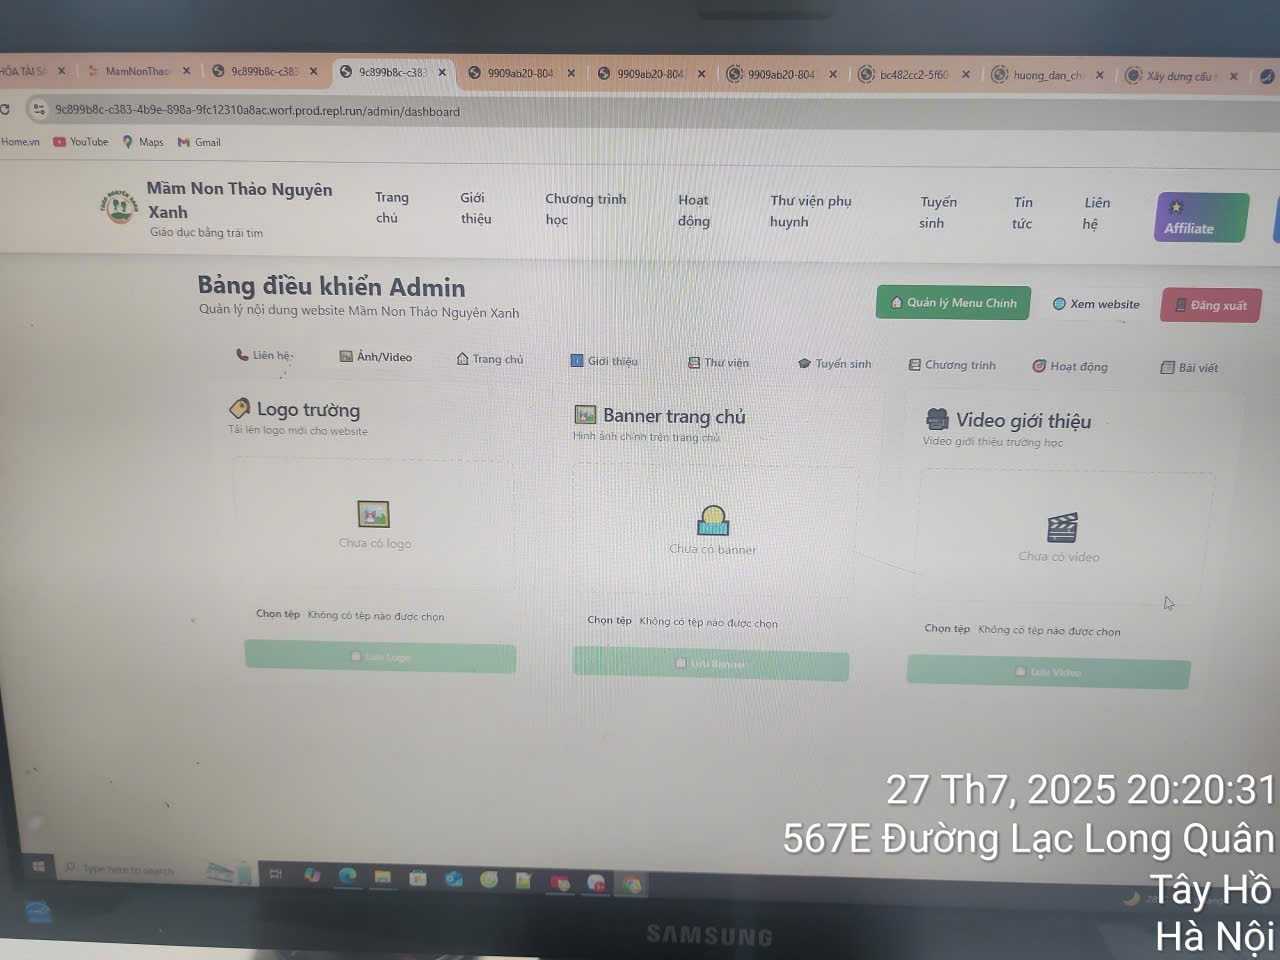 HÓA TÀI S
MamNonThao
9c899b8c-c383
9c899b8c-c383
9909ab20-804
9909ab20-804
9909ab20-804
bc482cc2-5f60
huong_dan_ch
Xây dựng cấu
9c899b8c-c383-4b9e-898a-9fc12310a8ac.worf.prod.repl.run/admin/dashboard
Home.vn
YouTube
Maps
Gmail
Mầm Non Thảo Nguyên
Xanh
Giáo dục bằng trái tim
Trang
chủ
Giới
thiệu
Chương trình
học
Hoạt
động
Thư viện phụ
huynh
Tuyển
sinh
Tin
tức
Liên
hệ
Affiliate
Bảng điều khiển Admin
Quản lý nội dung website Mầm Non Thảo Nguyên Xanh
Quản lý Menu Chính
Xem website
Đăng xuất
Liên hệ
Ảnh/Video
Trang chủ
Giới thiệu
Thư viện
Tuyển sinh
Chương trình
Hoạt động
Bài viết
Logo trường
Tải lên logo mới cho website
Chưa có logo
Chọn tệp Không có tệp nào được chọn
Lưu Logo
Banner trang chủ
Hình ảnh chính trên trang chủ
Chưa có banner
Chọn tệp Không có tệp nào được chọn
Lưu Banner
Video giới thiệu
Video giới thiệu trường học
Chưa có video
Chọn tệp Không có tệp nào được chọn
Lưu Video
Type here to search
SAMSUNG
27 Th7, 2025 20:20:31
567E Đường Lạc Long Quân
Tây Hồ
Hà Nội